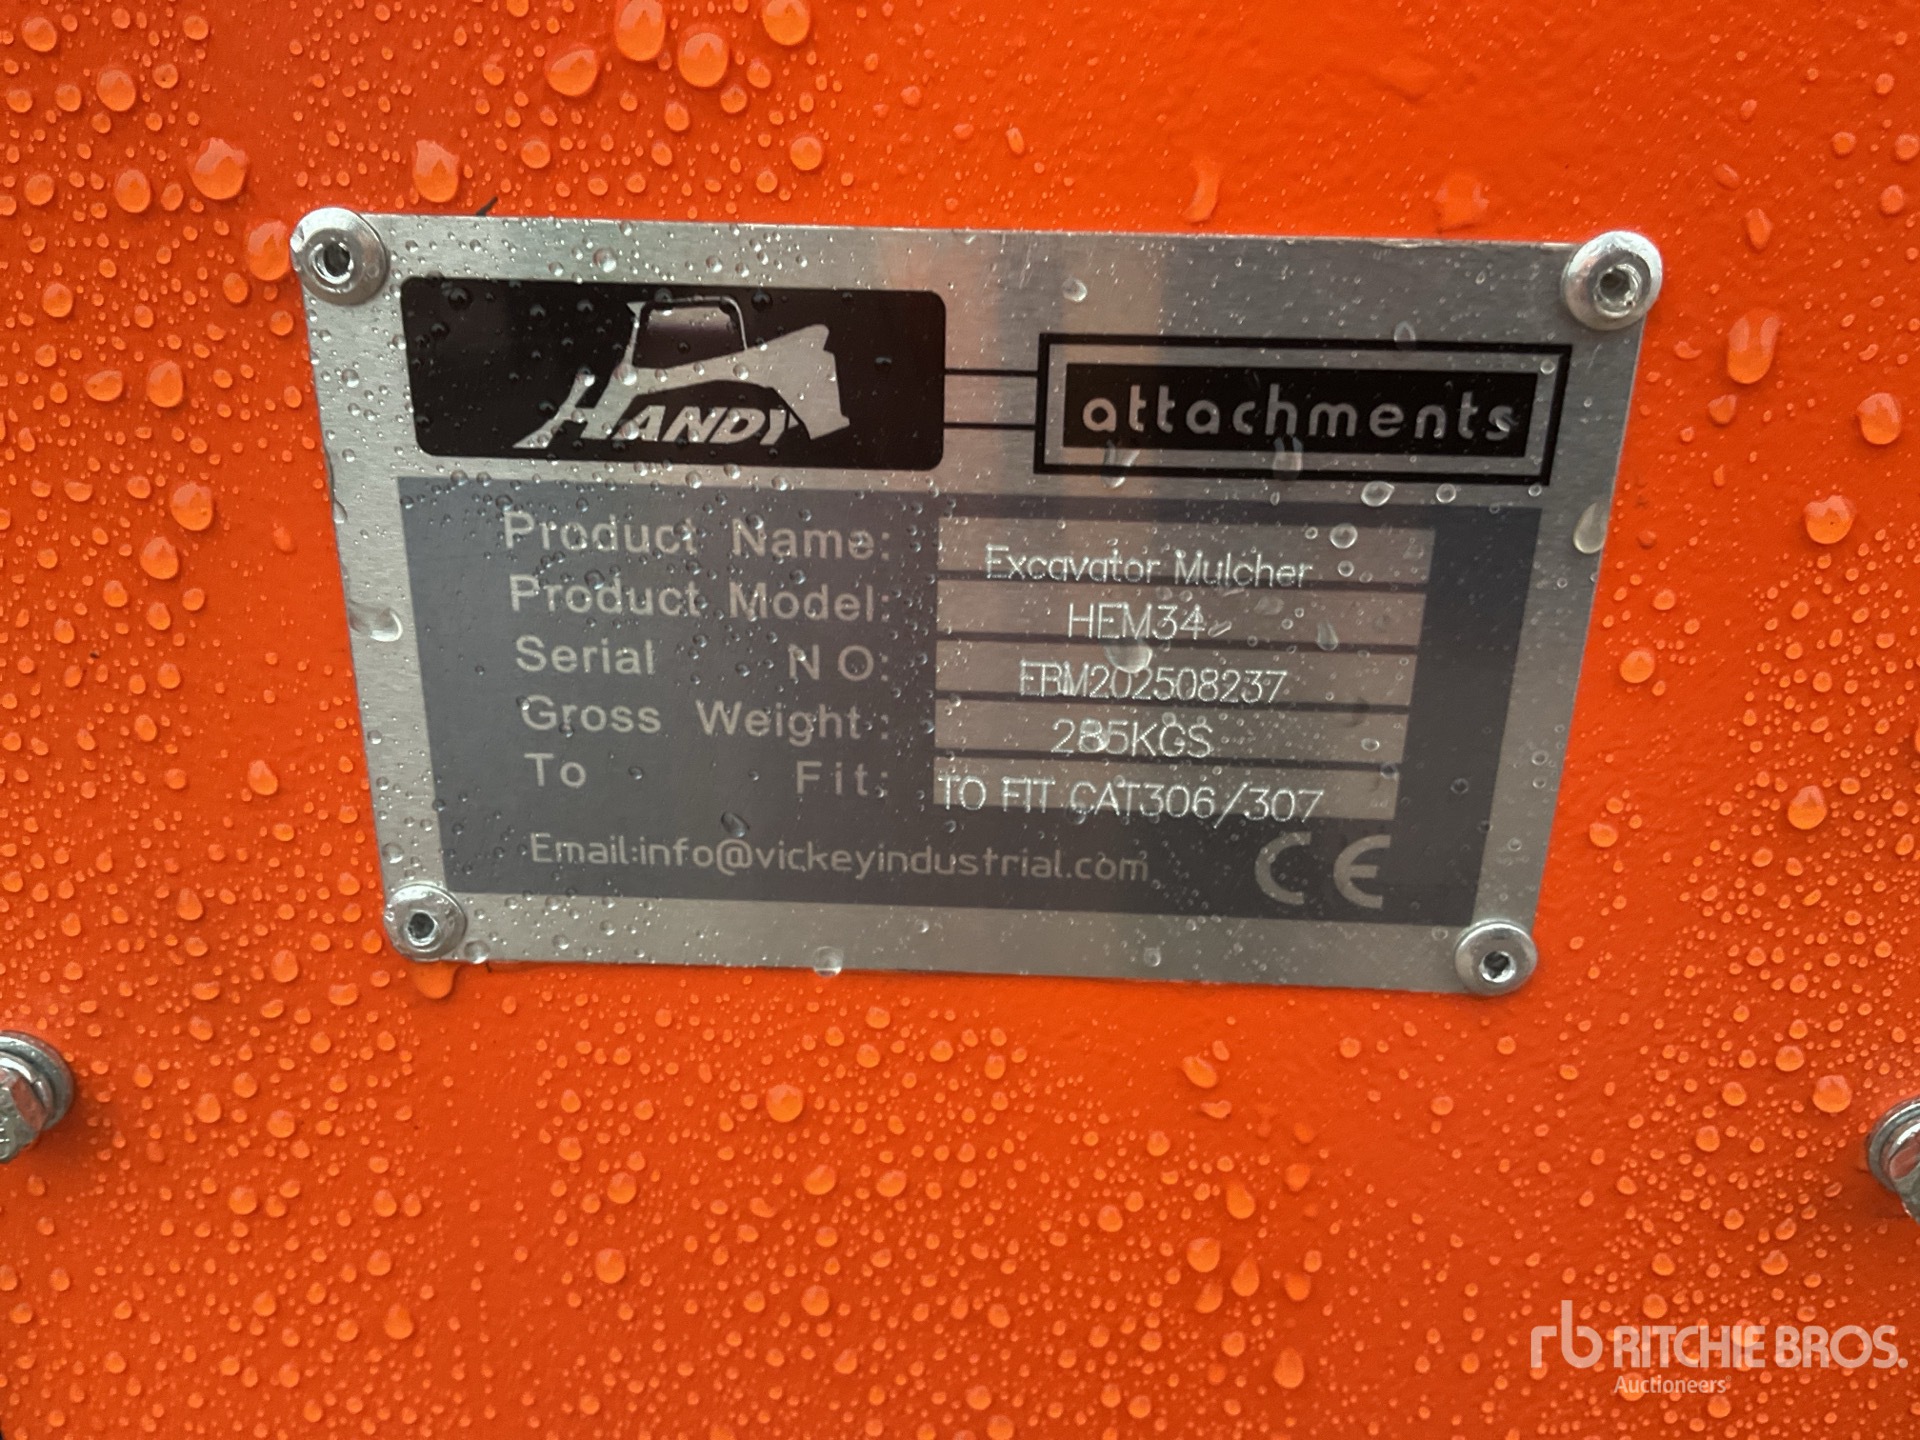 HANDY attachments
Product Name: Excavator Mulcher
Product Model: HEM34
Serial NO: EBM202508237
Gross Weight: 285KGS
To Fit: TO FIT CAT306/307
Email:info@vickeyindustrial.com CE
rb RITCHIE BROS.
Auctioneers